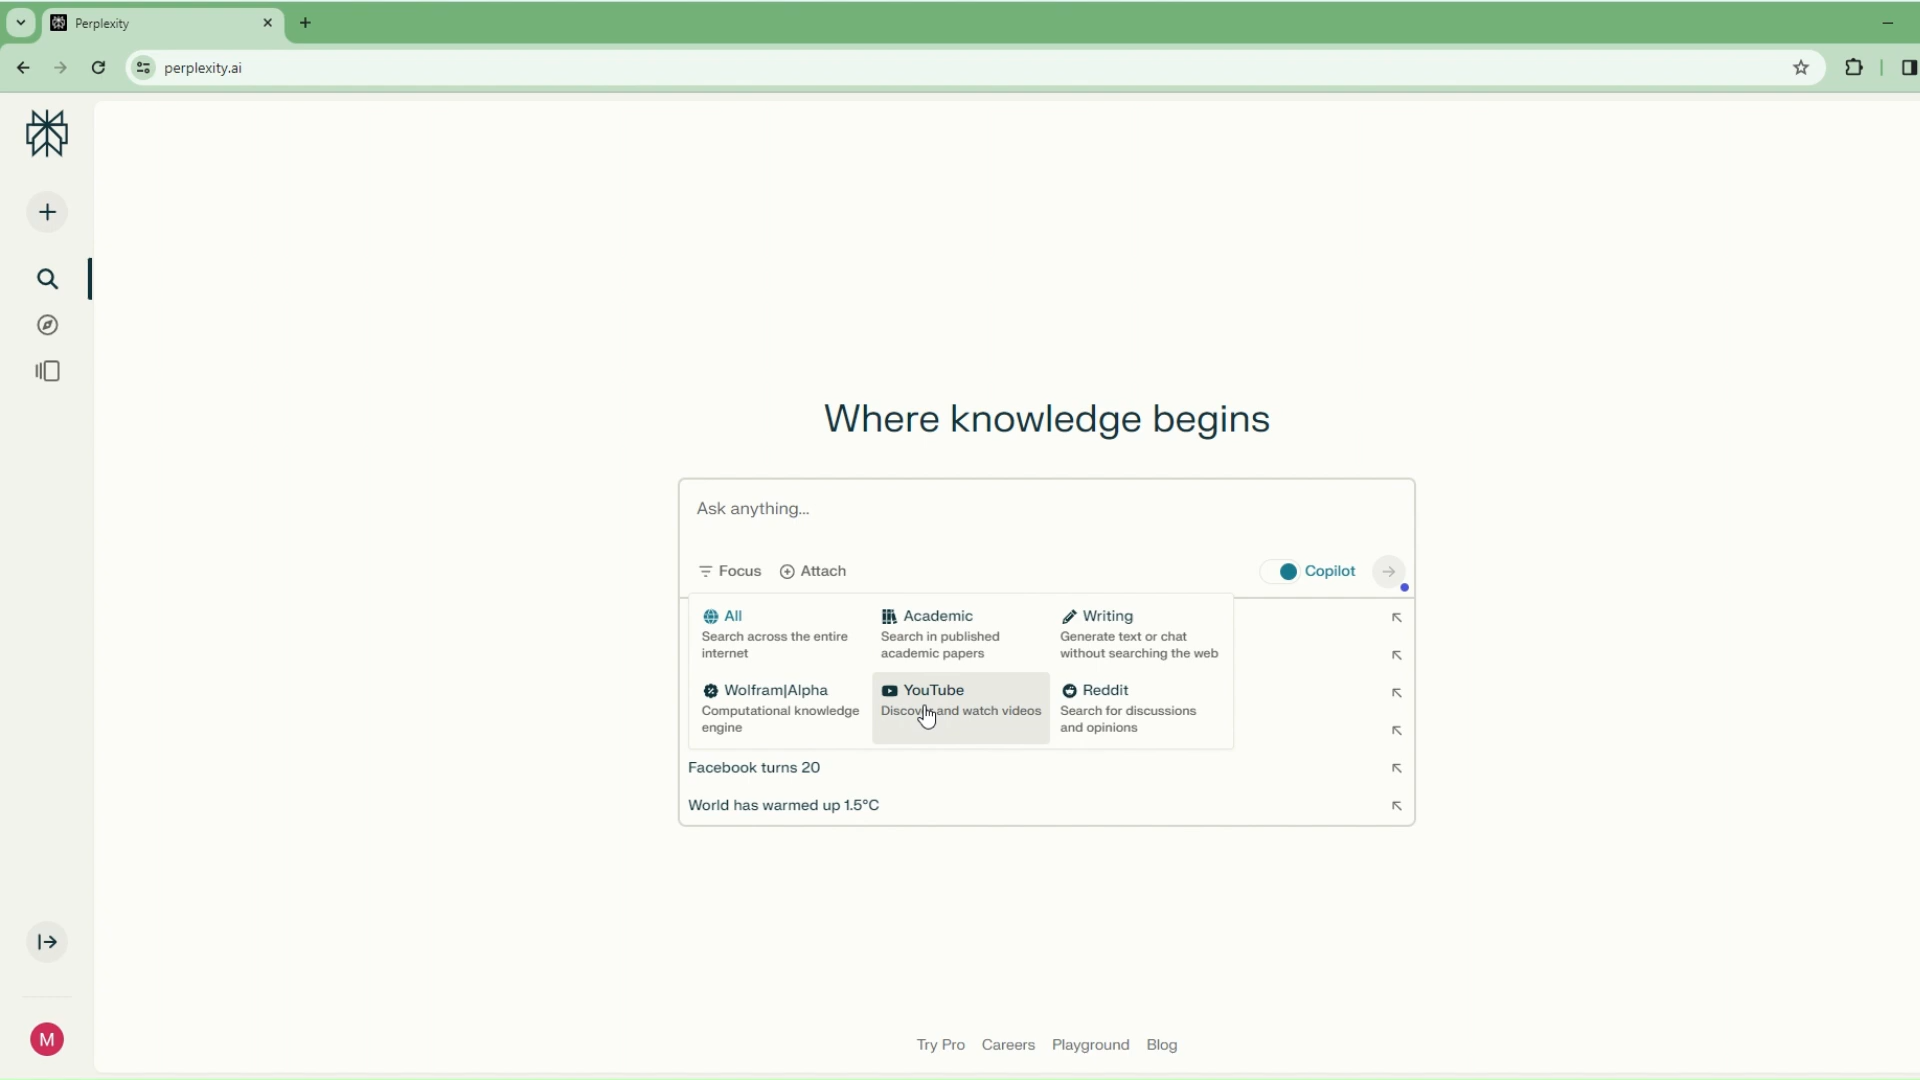 Perplexity
perplexity.ai
Where knowledge begins
Ask anything...
Focus Attach
Copilot
All
Search across the entire
internet
Academic
Search in published
academic papers
Writing
Generate text or chat
without searching the web
Wolfram|Alpha
Computational knowledge
engine
YouTube
Discover and watch videos
Reddit
Search for discussions
and opinions
Facebook turns 20
World has warmed up 1.5°C
M
Try Pro Careers Playground Blog